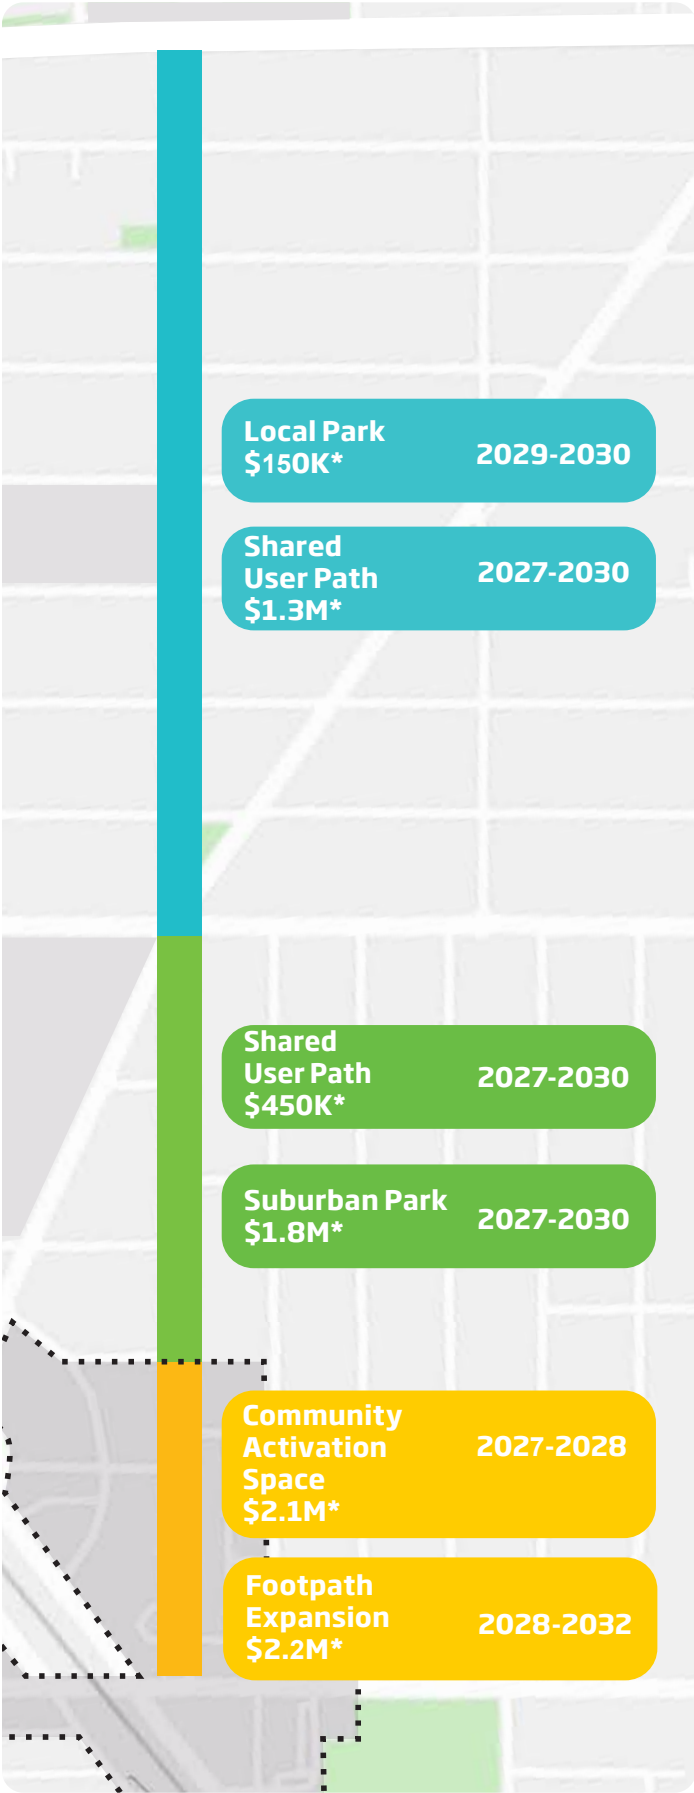 Local Park
$150K*
2029-2030
Shared
User Path
$1.3M*
2027-2030
Shared
User Path
$450K*
2027-2030
Suburban Park
$1.8M*
2027-2030
Community
Activation
Space
$2.1M*
2027-2028
Footpath
Expansion
$2.2M*
2028-2032